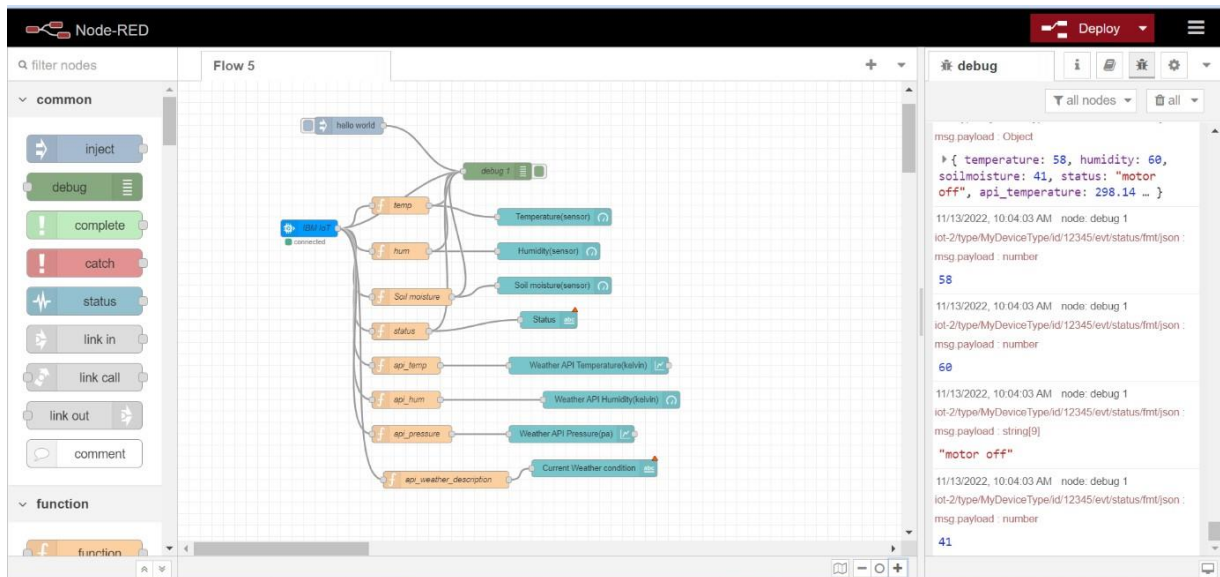 Node-RED
Deploy
filter nodes
Flow 5
debug
i
all nodes
all
common
inject
debug
complete
catch
status
link in
link call
link out
comment
function
f function
hello world
debug 1
IBM IoT
connected
f temp
Temperature(sensor)
f hum
Humidity(sensor)
f Soil moisture
Soil moisture(sensor)
f status
Status abc
f api_temp
Weather API Temperature(kelvin)
f api_hum
Weather API Humidity(kelvin)
f api_pressure
Weather API Pressure(pa)
f api_weather_description
Current Weather condition abc
msg.payload : Object
{ temperature: 58, humidity: 60,
soilmoisture: 41, status: "motor
off", api_temperature: 298.14 … }
11/13/2022, 10:04:03 AM node: debug 1
iot-2/type/MyDeviceType/id/12345/evt/status/fmt/json :
msg.payload : number
58
11/13/2022, 10:04:03 AM node: debug 1
iot-2/type/MyDeviceType/id/12345/evt/status/fmt/json :
msg.payload : number
60
11/13/2022, 10:04:03 AM node: debug 1
iot-2/type/MyDeviceType/id/12345/evt/status/fmt/json :
msg.payload : string[9]
"motor off"
11/13/2022, 10:04:03 AM node: debug 1
iot-2/type/MyDeviceType/id/12345/evt/status/fmt/json :
msg.payload : number
41